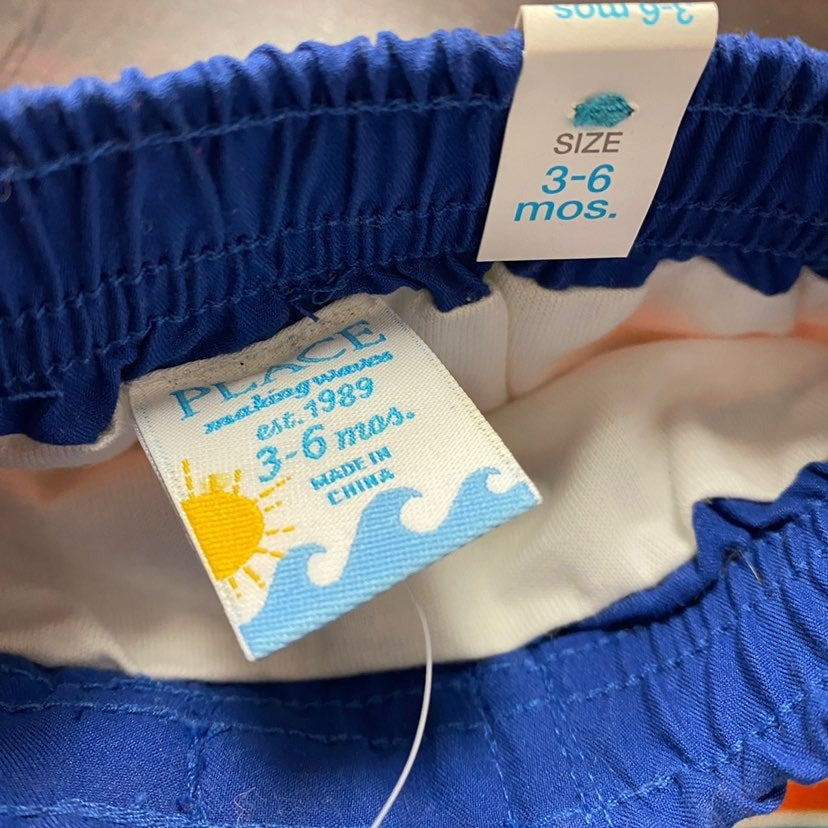 3-6 mos
SIZE
3-6
mos.
PLACE
making waves
est. 1989
3-6 mos.
MADE IN
CHINA